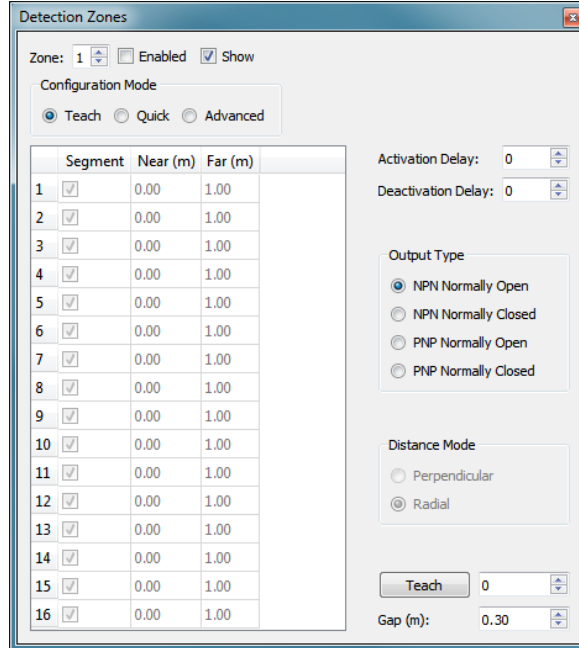 Detection Zones
Zone: 1 Enabled Show
Configuration Mode
Teach Quick Advanced
Segment Near (m) Far (m)
1 0.00 1.00
2 0.00 1.00
3 0.00 1.00
4 0.00 1.00
5 0.00 1.00
6 0.00 1.00
7 0.00 1.00
8 0.00 1.00
9 0.00 1.00
10 0.00 1.00
11 0.00 1.00
12 0.00 1.00
13 0.00 1.00
14 0.00 1.00
15 0.00 1.00
16 0.00 1.00
Activation Delay: 0
Deactivation Delay: 0
Output Type
NPN Normally Open
NPN Normally Closed
PNP Normally Open
PNP Normally Closed
Distance Mode
Perpendicular
Radial
Teach 0
Gap (m): 0.30